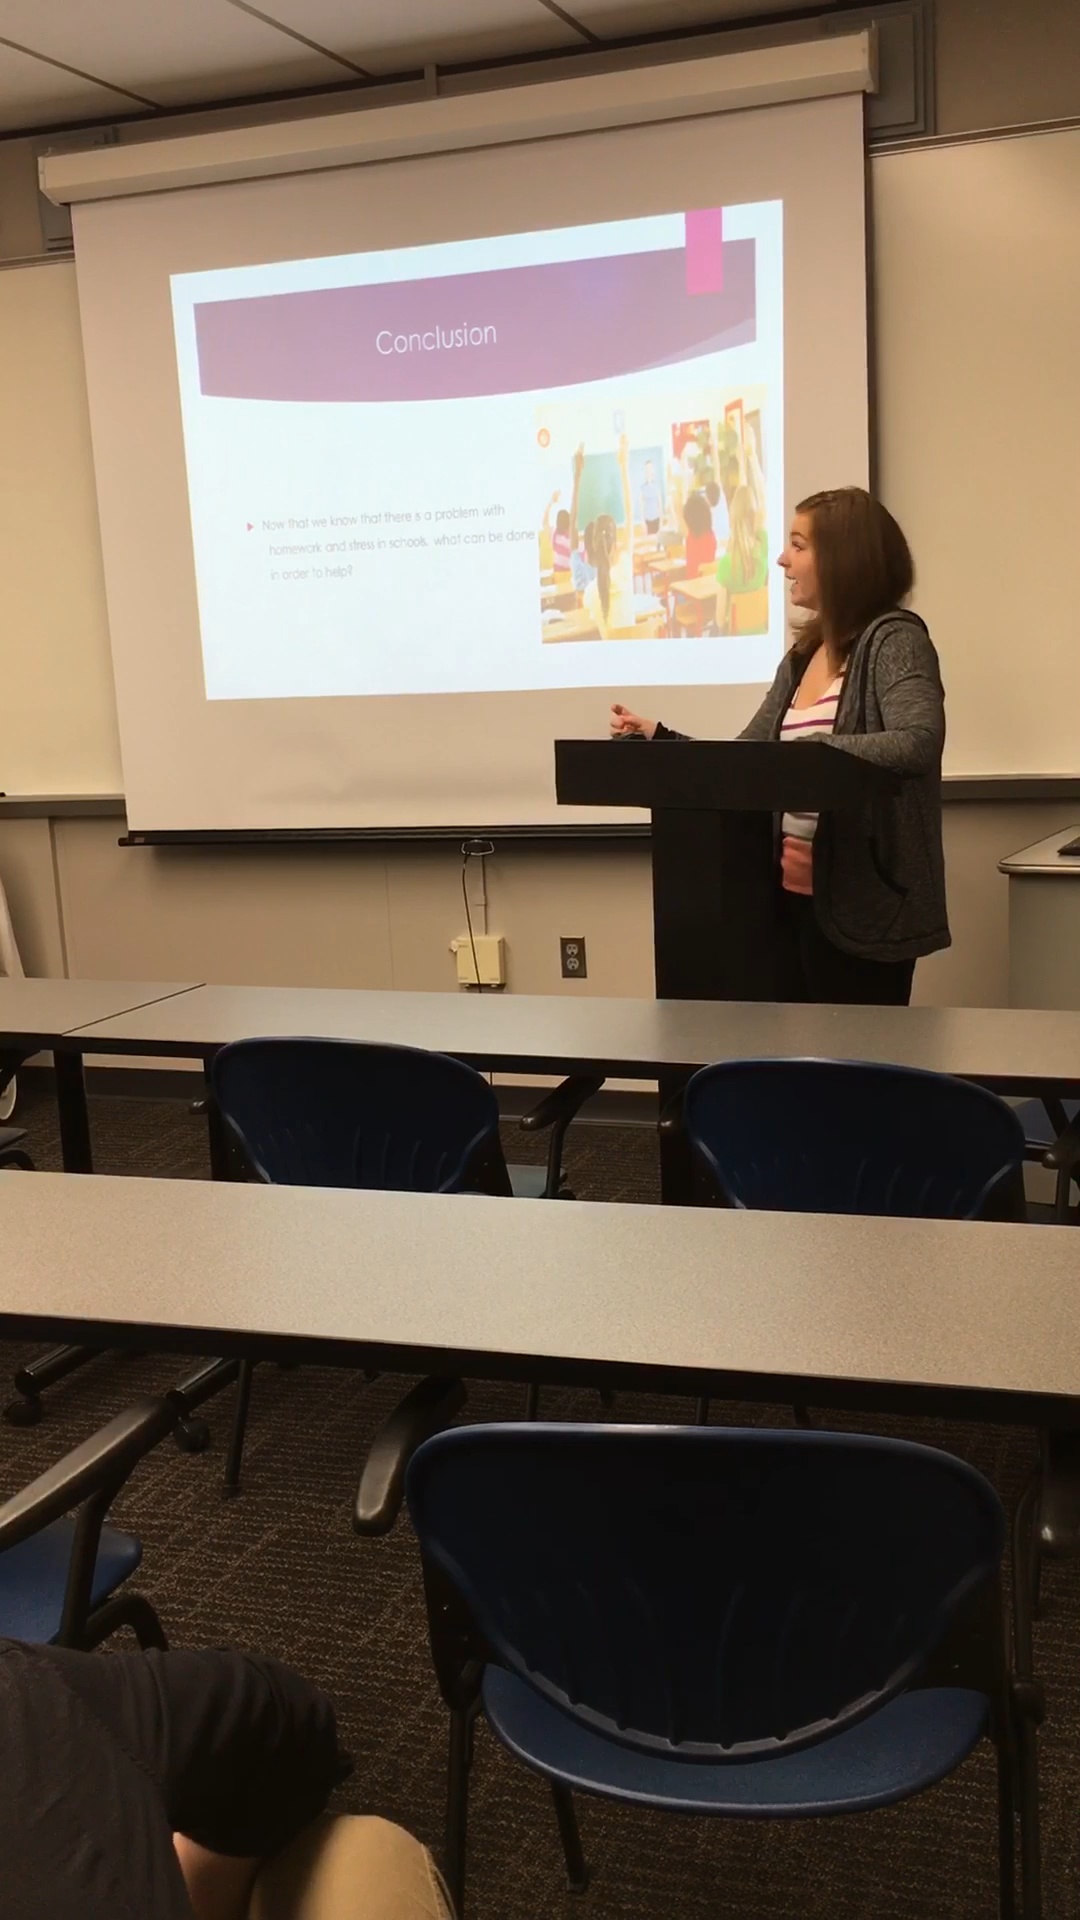 Conclusion
Now that we know that there is a problem with
homework and stress in schools, what can be done
in order to help?